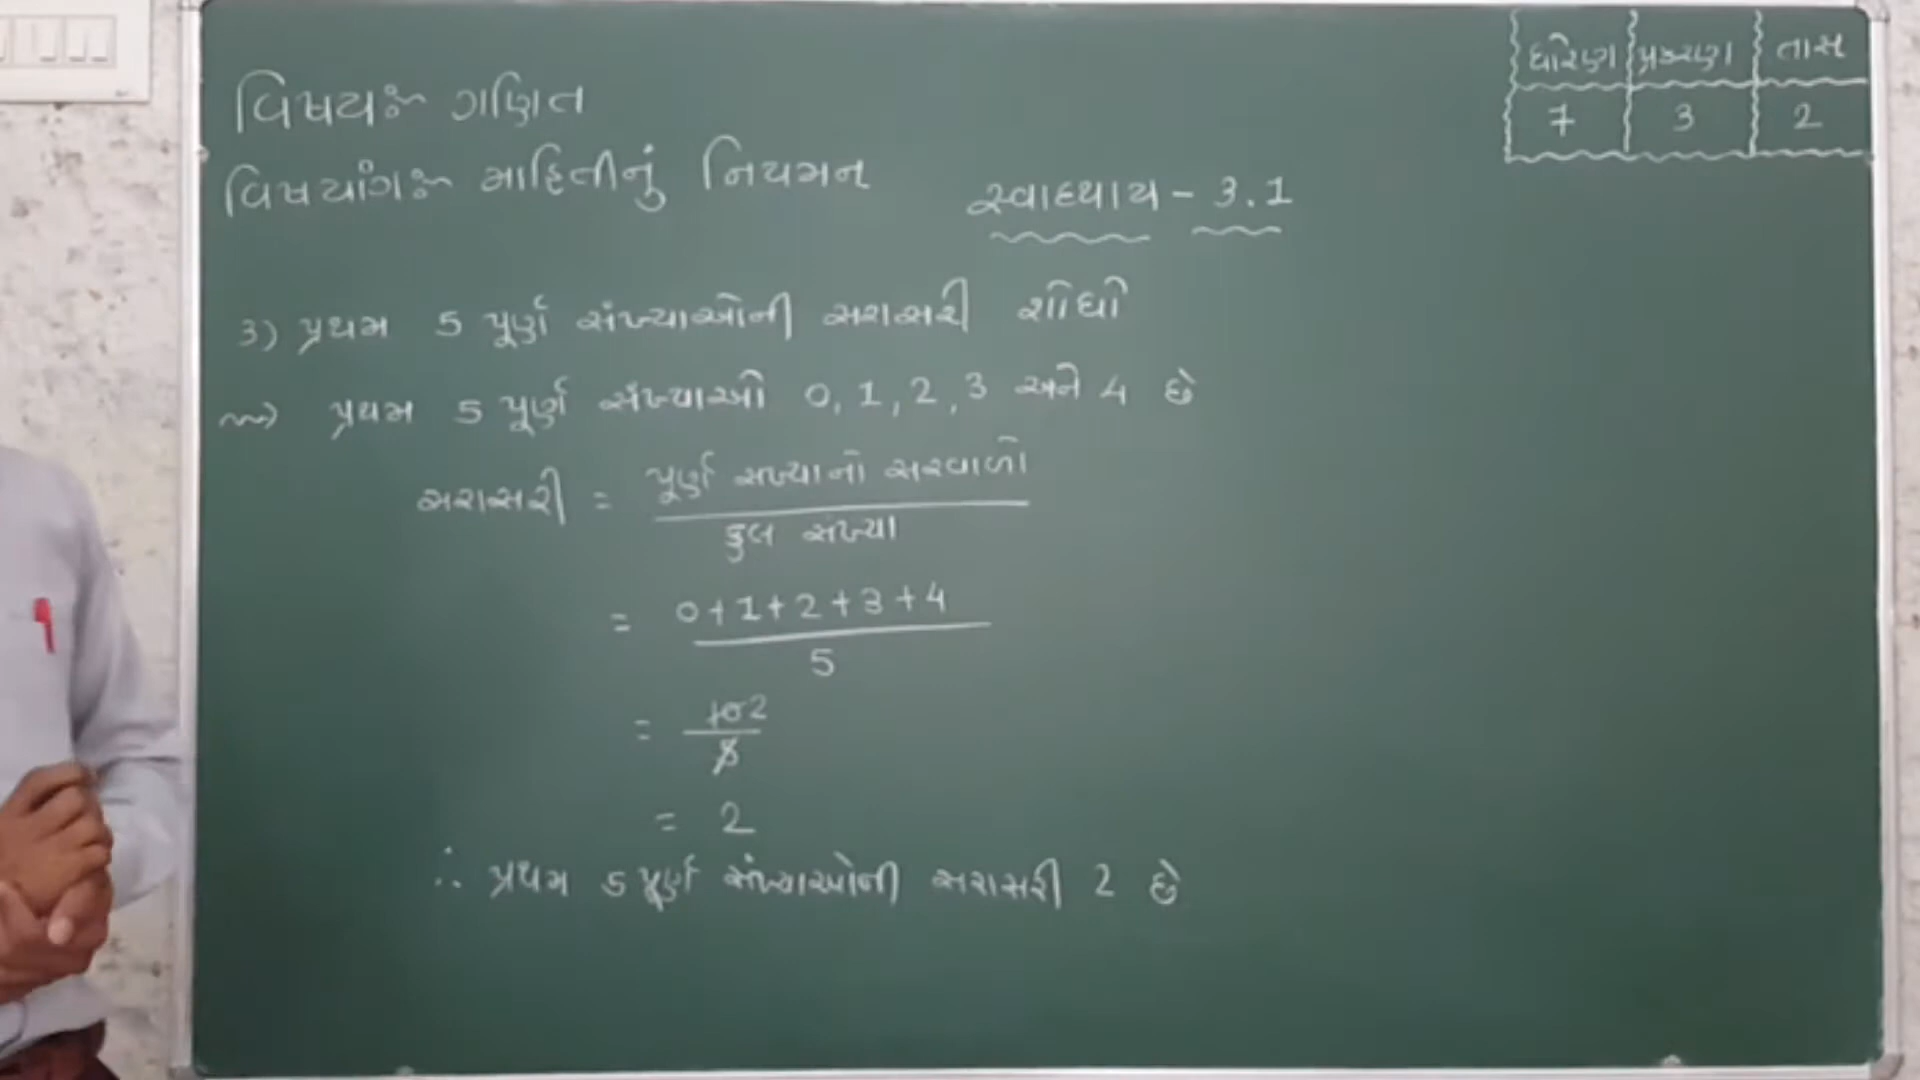 વિષય:- ગણિત
ધોરણ પ્રકરણ તાસ
7 3 2
વિષયાંગ:- માહિતીનું નિયમન
સ્વાધ્યાય - 3.1
3) પ્રથમ 5 પૂર્ણ સંખ્યાઓની સરાસરી શોધો
પ્રથમ 5 પૂર્ણ સંખ્યાઓ 0, 1, 2, 3 અને 4 છે
સરાસરી = પૂર્ણ સખ્યાનો સરવાળો
કુલ સખ્યા
= 0+1+2+3+4
5
= 10 2
5
= 2
∴ પ્રથમ 5 પૂર્ણ સંખ્યાઓની સરાસરી 2 છે